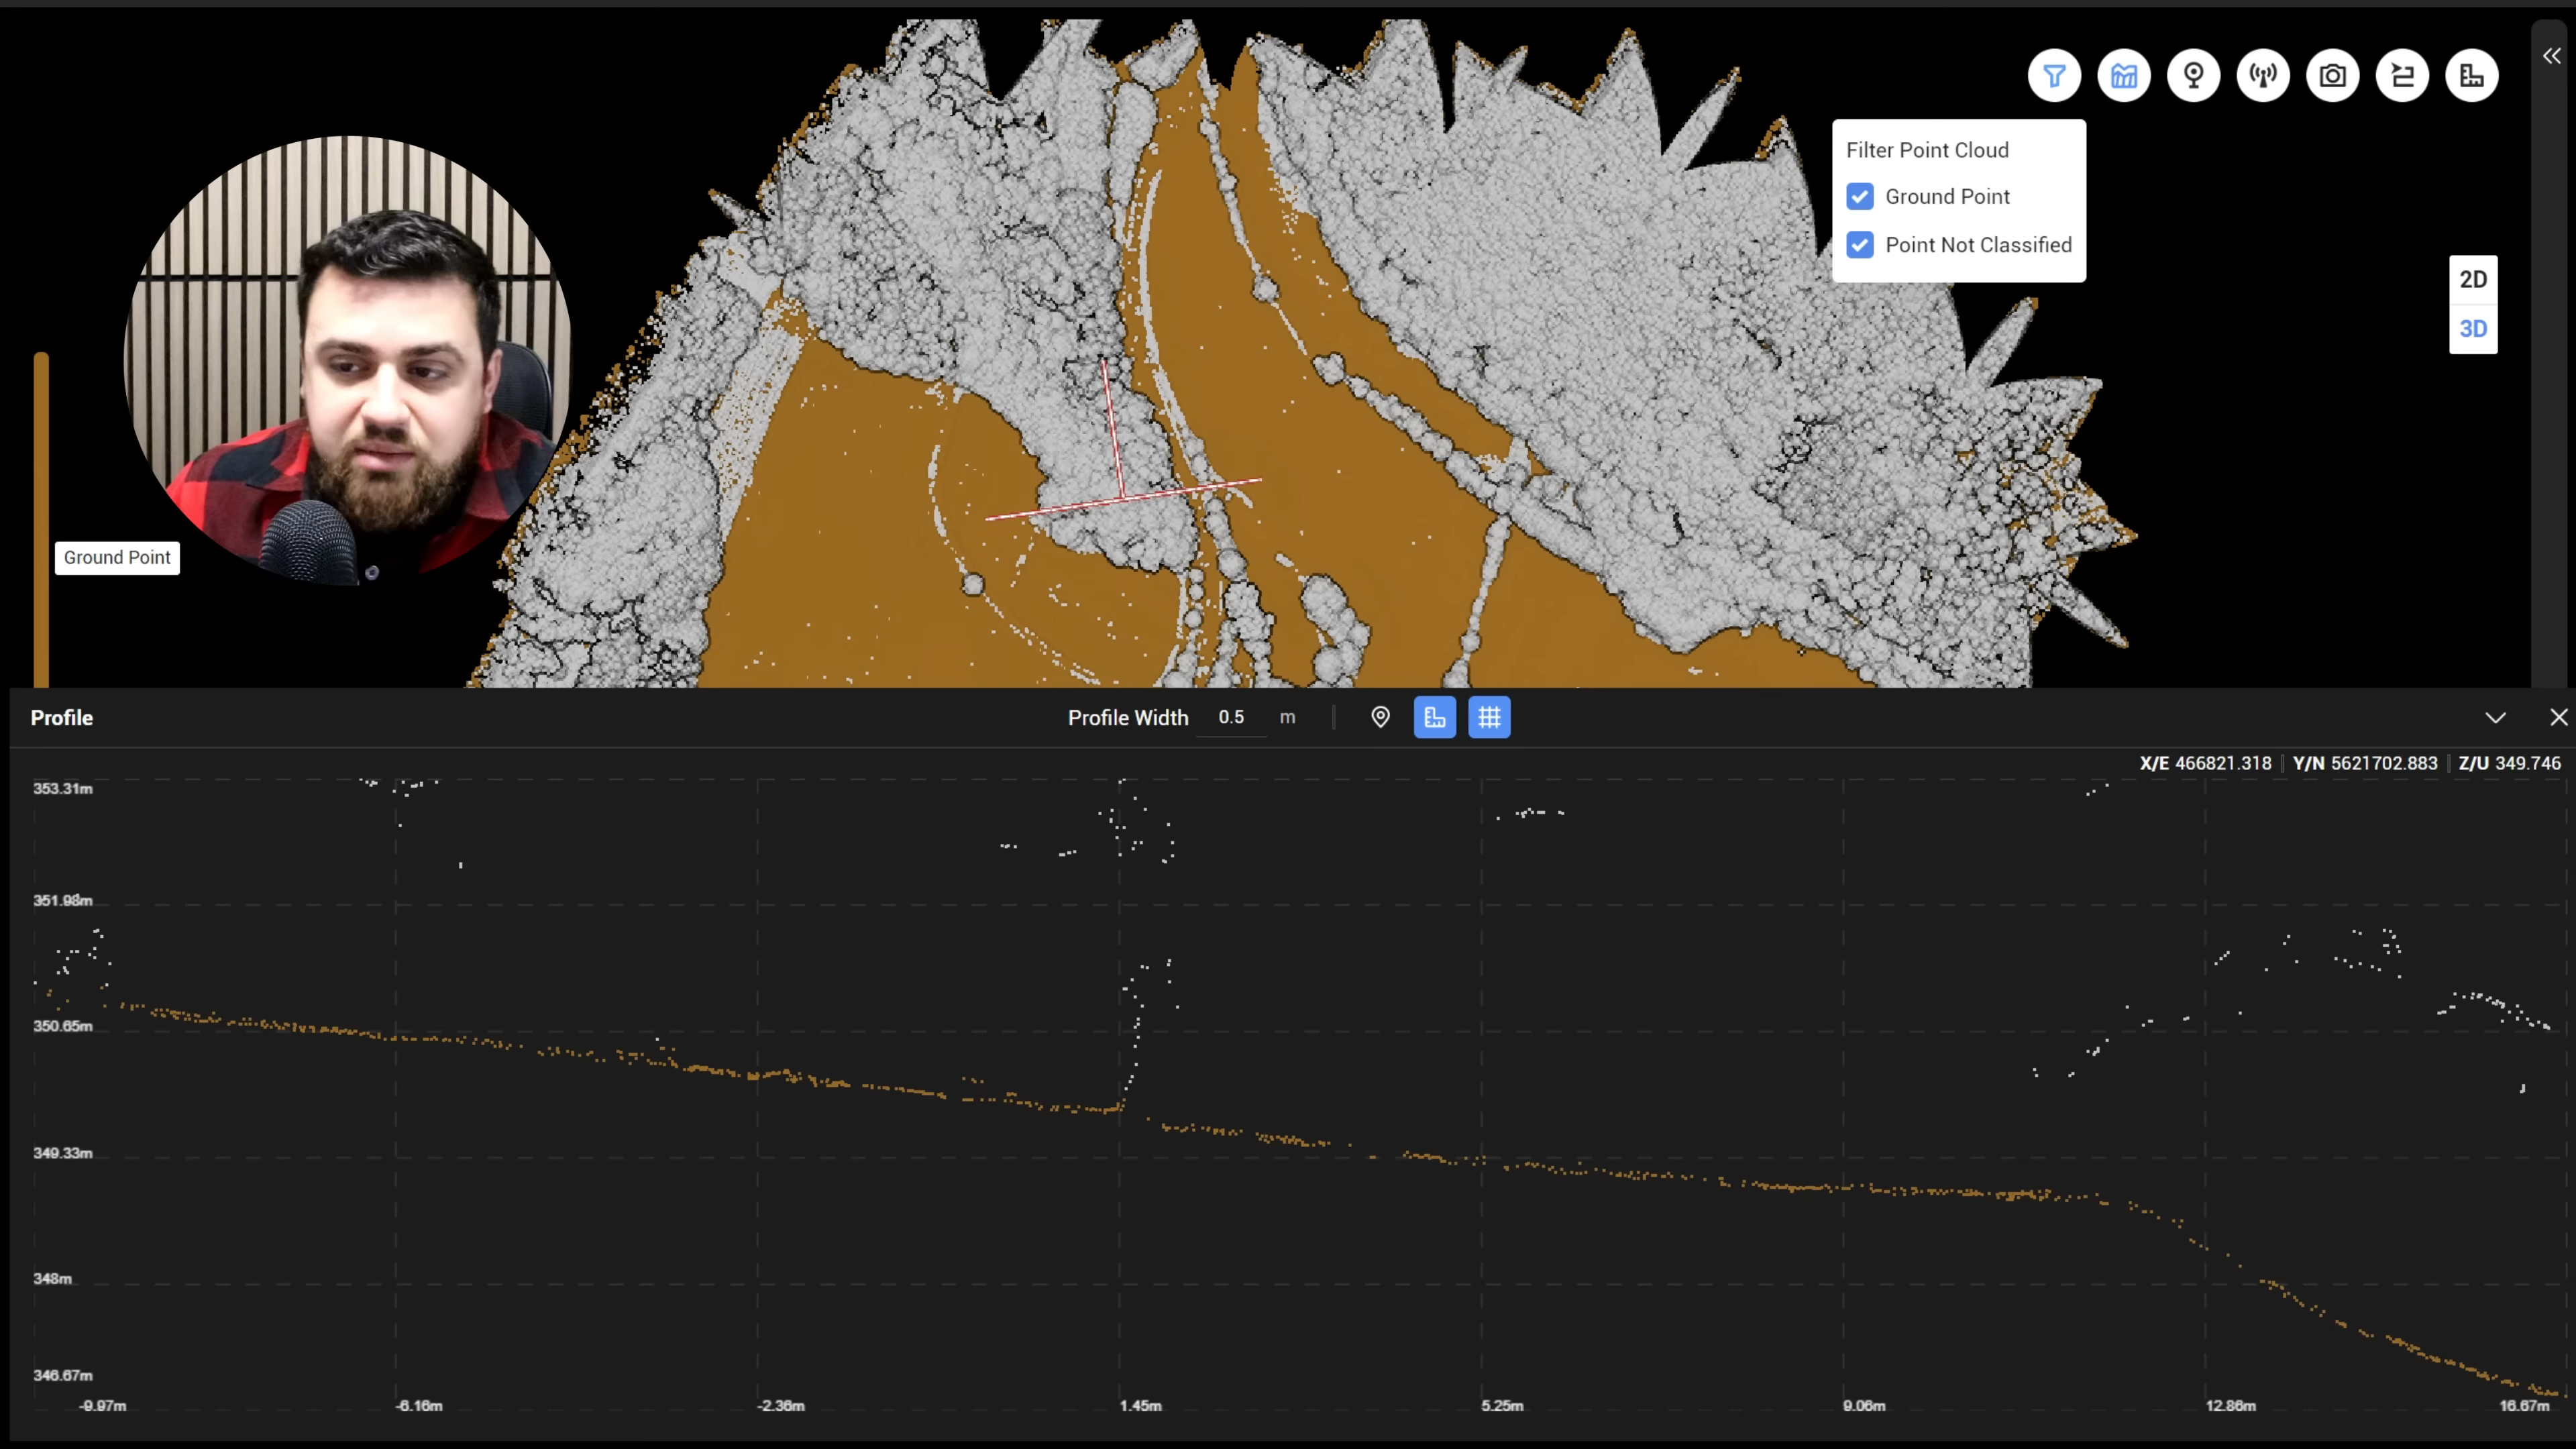 Filter Point Cloud
Ground Point
Point Not Classified
2D
3D
Ground Point
Profile
Profile Width 0.5 m
X/E 466821.318 | Y/N 5621702.883 | Z/U 349.746
353.31m
351.98m
350.65m
349.33m
348m
346.67m
-9.97m -6.16m -2.36m 1.45m 5.25m 9.06m 12.86m 16.67m